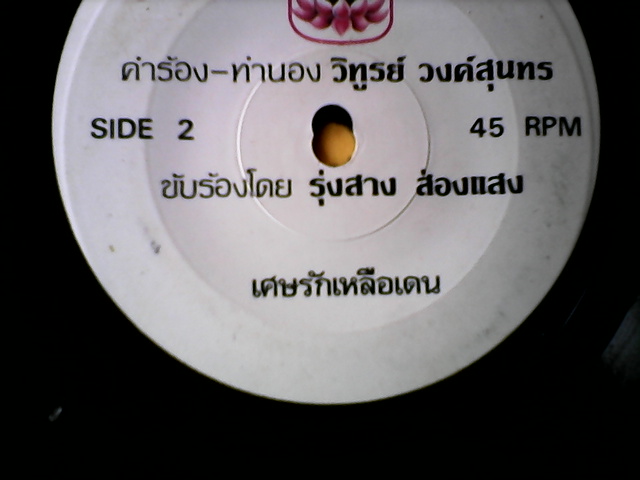 คำร้อง-ทำนอง วิทูรย์ วงค์สุนทร
SIDE 2 45 RPM
ขับร้องโดย รุ่งสาง ส่องแสง
เศษรักเหลือเดน